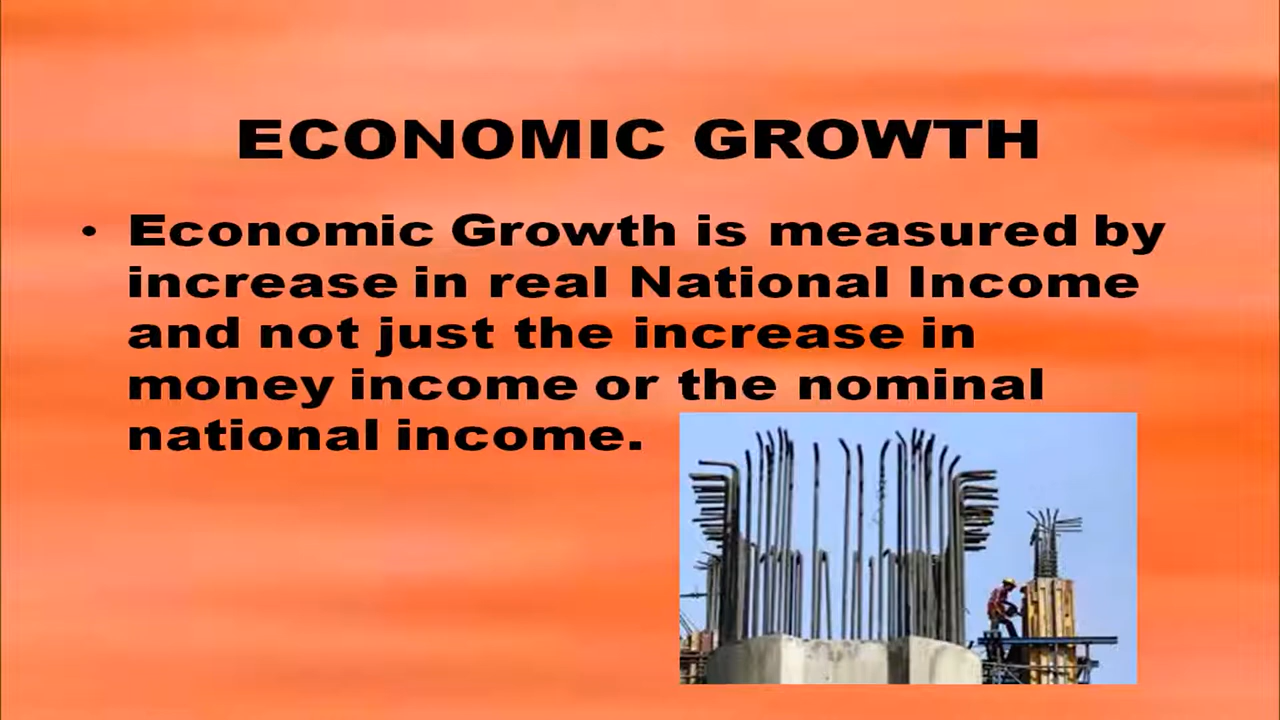 ECONOMIC GROWTH
• Economic Growth is measured by
increase in real National Income
and not just the increase in
money income or the nominal
national income.